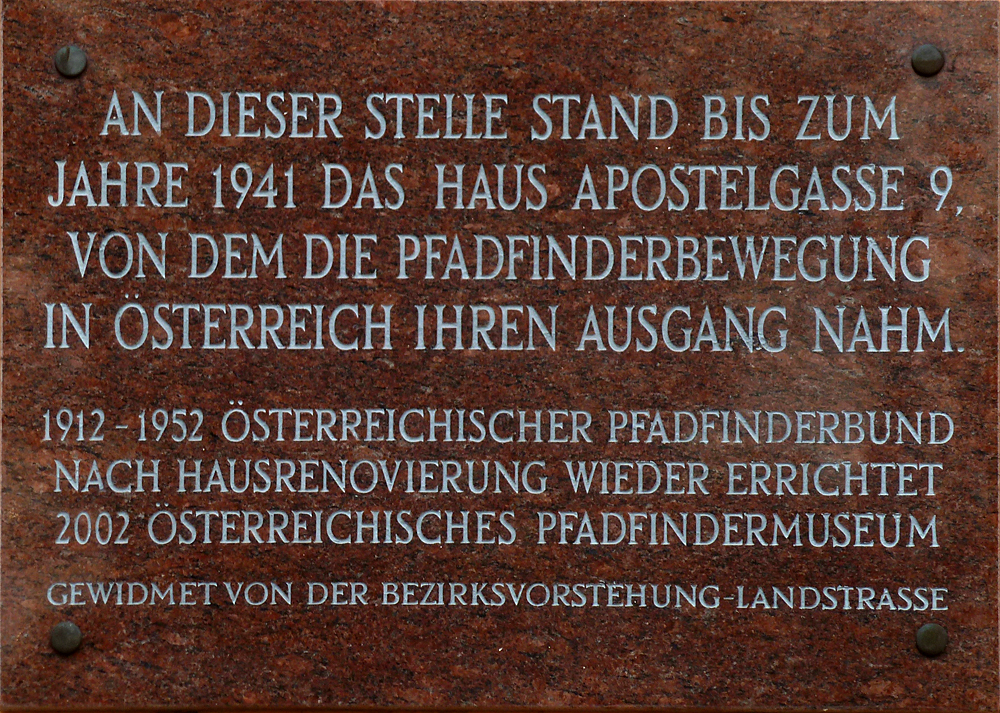 AN DIESER STELLE STAND BIS ZUM
JAHRE 1941 DAS HAUS APOSTELGASSE 9,
VON DEM DIE PFADFINDERBEWEGUNG
IN ÖSTERREICH IHREN AUSGANG NAHM.
1912 - 1952 ÖSTERREICHISCHER PFADFINDERBUND
NACH HAUSRENOVIERUNG WIEDER ERRICHTET
2002 ÖSTERREICHISCHES PFADFINDERMUSEUM
GEWIDMET VON DER BEZIRKSVORSTEHUNG-LANDSTRASSE